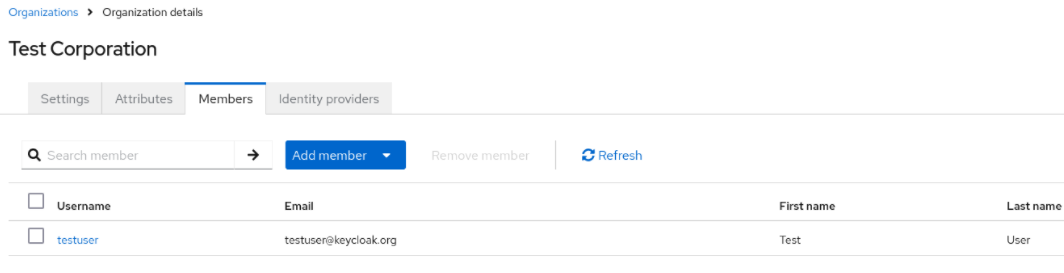 Organizations > Organization details
Test Corporation
Settings Attributes Members Identity providers
Search member Add member Remove member Refresh
Username Email First name Last name
testuser testuser@keycloak.org Test User